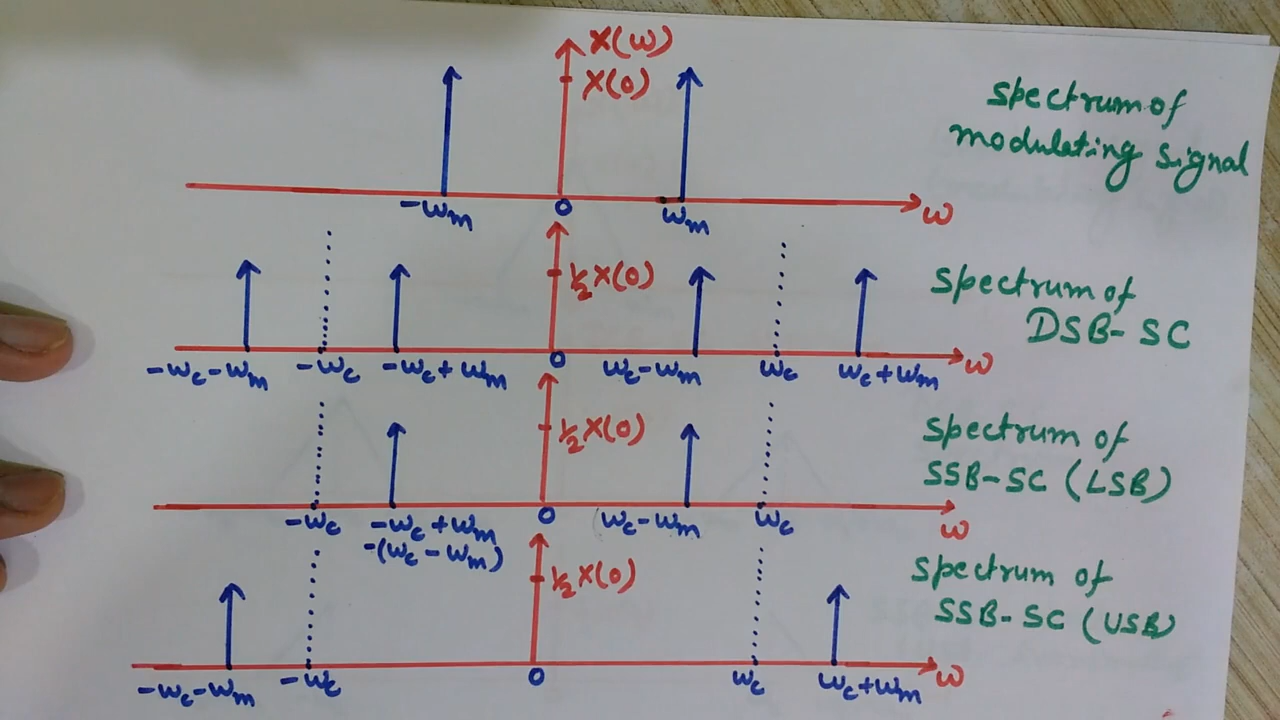 X(ω)
X(0)
Spectrum of
modulating signal
-ωm 0 ωm ω
½X(0)
Spectrum of
DSB-SC
-ωc-ωm -ωc -ωc+ωm 0 ωc-ωm ωc ωc+ωm ω
½X(0)
Spectrum of
SSB-SC (LSB)
-ωc -ωc+ωm 0 ωc-ωm ωc ω
-(ωc-ωm)
½X(0)
Spectrum of
SSB-SC (USB)
-ωc-ωm -ωc 0 ωc ωc+ωm ω